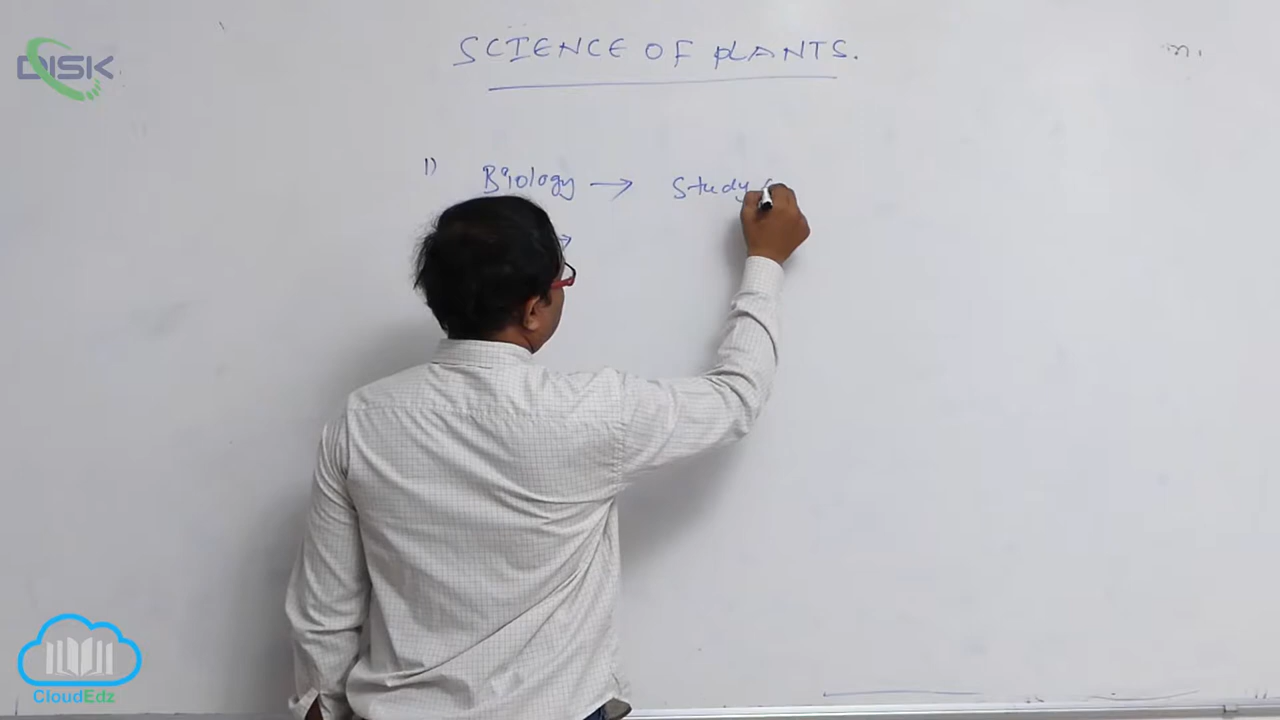 DISK
SCIENCE OF PLANTS.
1) Biology → Study
CloudEdz